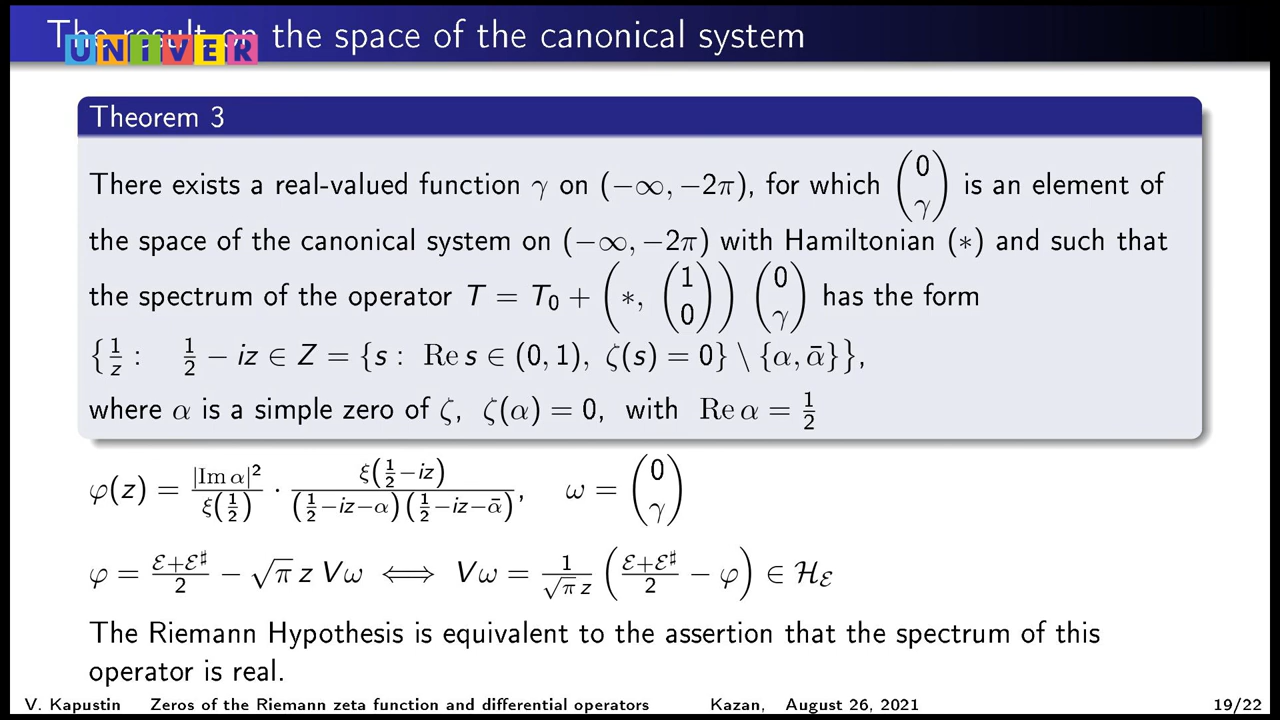 The result on the space of the canonical system
UNIVER
Theorem 3
There exists a real-valued function γ on (−∞, −2π), for which (0 γ) is an element of
the space of the canonical system on (−∞, −2π) with Hamiltonian (∗) and such that
the spectrum of the operator T = T₀ + (∗, (1 0)) (0 γ) has the form
{1/z : 1/2 − iz ∈ Z = {s : Re s ∈ (0, 1), ζ(s) = 0} \ {α, ᾱ}},
where α is a simple zero of ζ, ζ(α) = 0, with Re α = 1/2
φ(z) = |Im α|²/ξ(1/2) · ξ(1/2−iz)/((1/2−iz−α)(1/2−iz−ᾱ)), ω = (0 γ)
φ = (ℰ+ℰ♯)/2 − √π z Vω ⟺ Vω = 1/(√π z) ((ℰ+ℰ♯)/2 − φ) ∈ ℋ_ℰ
The Riemann Hypothesis is equivalent to the assertion that the spectrum of this
operator is real.
V. Kapustin Zeros of the Riemann zeta function and differential operators Kazan, August 26, 2021 19/22